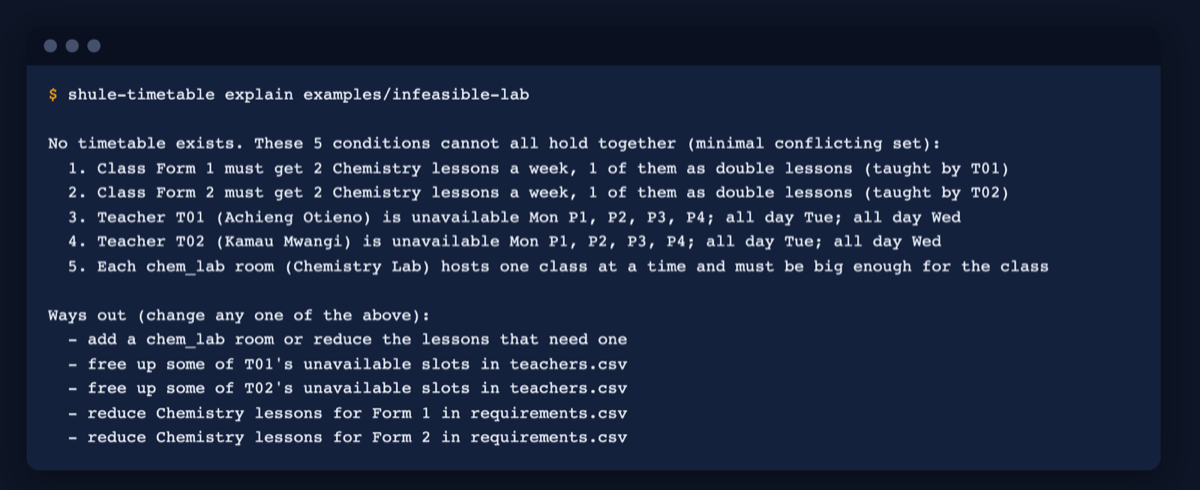 $ shule-timetable explain examples/infeasible-lab
No timetable exists. These 5 conditions cannot all hold together (minimal conflicting set):
1. Class Form 1 must get 2 Chemistry lessons a week, 1 of them as double lessons (taught by T01)
2. Class Form 2 must get 2 Chemistry lessons a week, 1 of them as double lessons (taught by T02)
3. Teacher T01 (Achieng Otieno) is unavailable Mon P1, P2, P3, P4; all day Tue; all day Wed
4. Teacher T02 (Kamau Mwangi) is unavailable Mon P1, P2, P3, P4; all day Tue; all day Wed
5. Each chem_lab room (Chemistry Lab) hosts one class at a time and must be big enough for the class
Ways out (change any one of the above):
- add a chem_lab room or reduce the lessons that need one
- free up some of T01's unavailable slots in teachers.csv
- free up some of T02's unavailable slots in teachers.csv
- reduce Chemistry lessons for Form 1 in requirements.csv
- reduce Chemistry lessons for Form 2 in requirements.csv